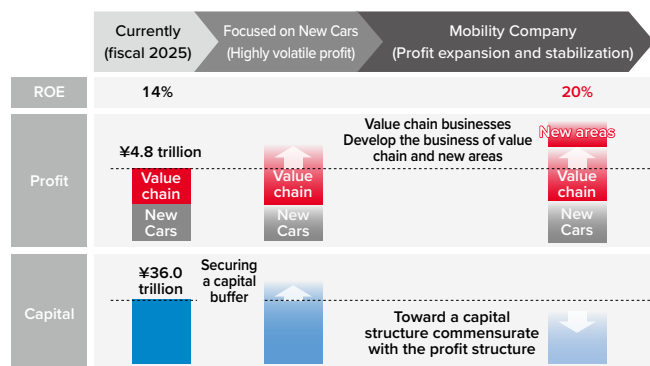 Currently
(fiscal 2025)
Focused on New Cars
(Highly volatile profit)
Mobility Company
(Profit expansion and stabilization)
ROE
14%
20%
Profit
¥4.8 trillion
Value
chain
New
Cars
Value
chain
New
Cars
Value chain businesses
Develop the business of value
chain and new areas
New areas
Value
chain
New
Cars
Capital
¥36.0
trillion
Securing
a capital
buffer
Toward a capital
structure commensurate
with the profit structure